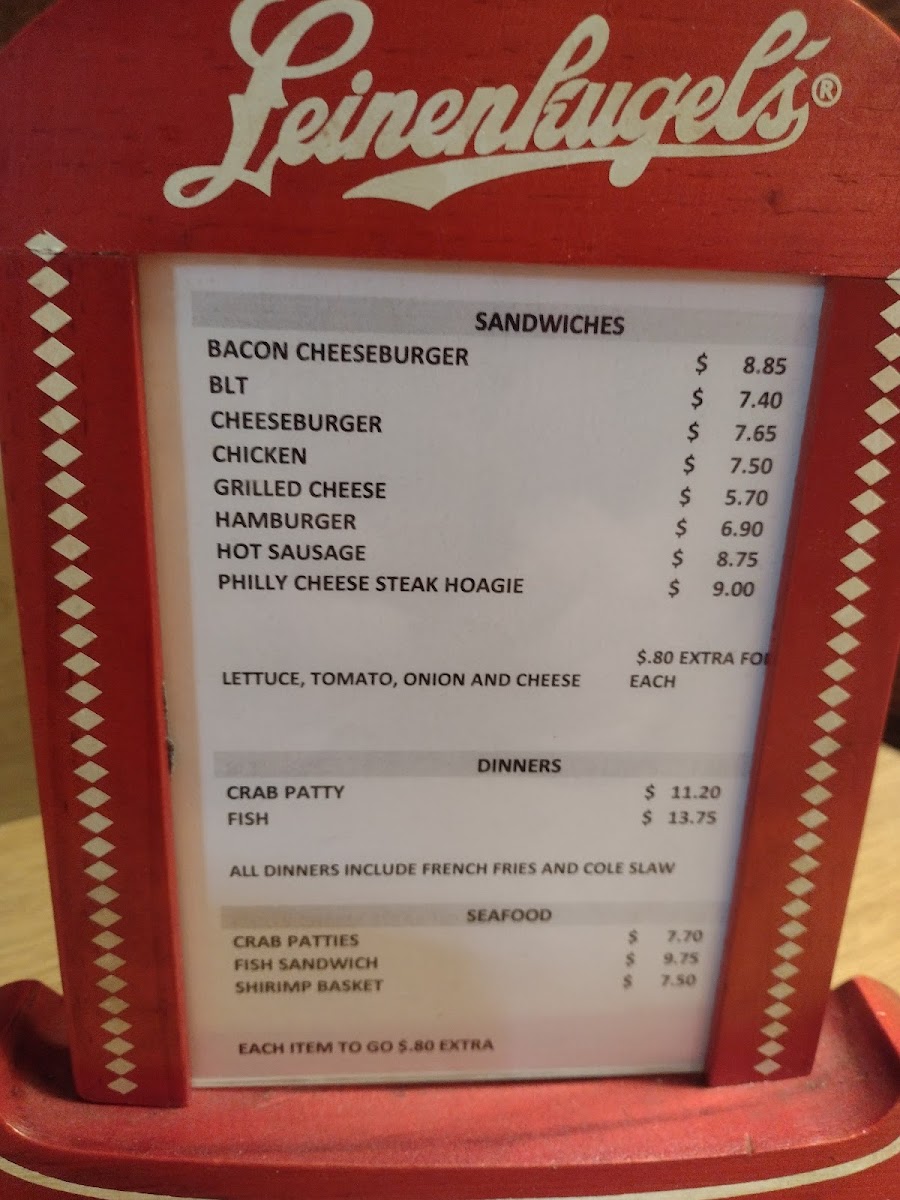 Leinenkugel's®
SANDWICHES
BACON CHEESEBURGER $ 8.85
BLT $ 7.40
CHEESEBURGER $ 7.65
CHICKEN $ 7.50
GRILLED CHEESE $ 5.70
HAMBURGER $ 6.90
HOT SAUSAGE $ 8.75
PHILLY CHEESE STEAK HOAGIE $ 9.00
$.80 EXTRA FOR
LETTUCE, TOMATO, ONION AND CHEESE EACH
DINNERS
CRAB PATTY $ 11.20
FISH $ 13.75
ALL DINNERS INCLUDE FRENCH FRIES AND COLE SLAW
SEAFOOD
CRAB PATTIES $ 7.70
FISH SANDWICH $ 9.75
SHIRIMP BASKET $ 7.50
EACH ITEM TO GO $.80 EXTRA